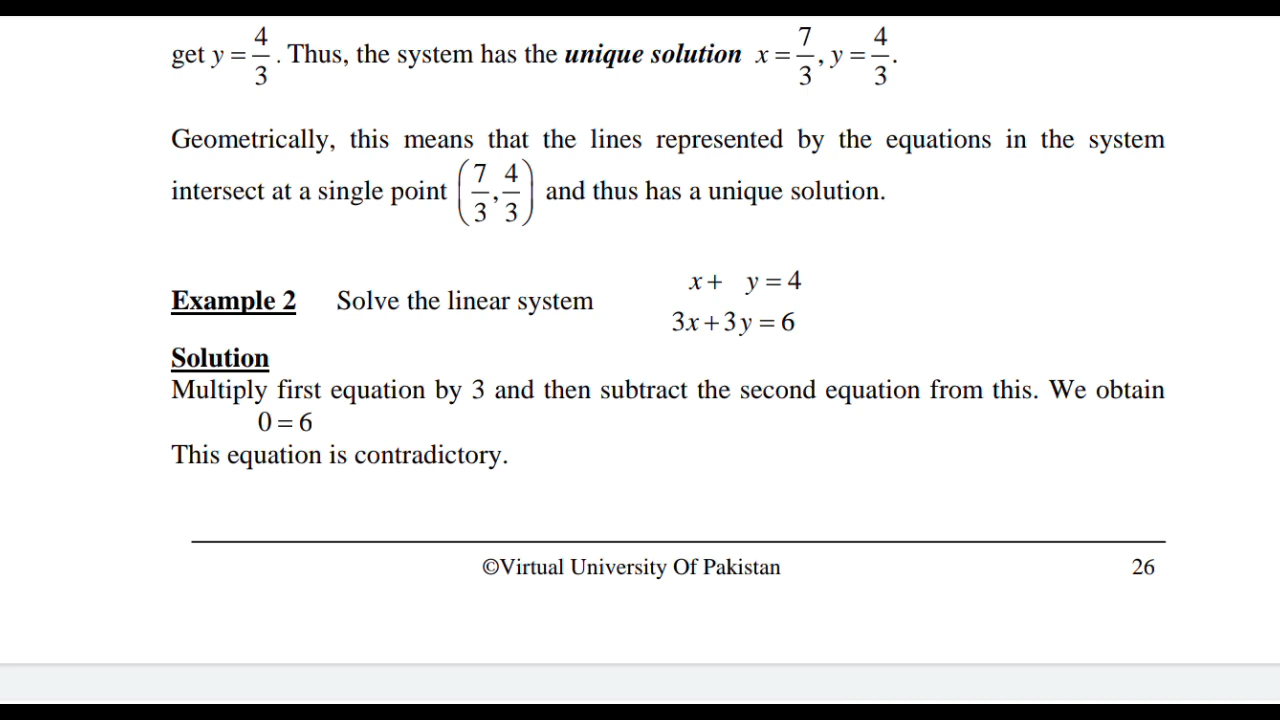 get y = 4/3 . Thus, the system has the unique solution x = 7/3, y = 4/3.
Geometrically, this means that the lines represented by the equations in the system
intersect at a single point (7/3, 4/3) and thus has a unique solution.
x + y = 4
Example 2 Solve the linear system
3x + 3y = 6
Solution
Multiply first equation by 3 and then subtract the second equation from this. We obtain
0 = 6
This equation is contradictory.
©Virtual University Of Pakistan 26